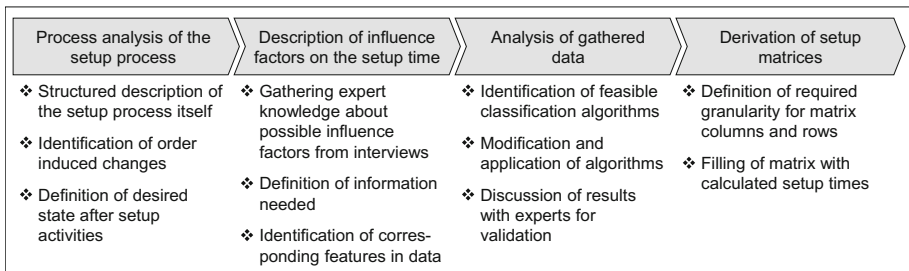 Process analysis of the
setup process
Description of influence
factors on the setup time
Analysis of gathered
data
Derivation of setup
matrices
❖ Structured description of
the setup process itself
❖ Identification of order
induced changes
❖ Definition of desired
state after setup
activities
❖ Gathering expert
knowledge about
possible influence
factors from interviews
❖ Definition of information
needed
❖ Identification of corres-
ponding features in data
❖ Identification of feasible
classification algorithms
❖ Modification and
application of algorithms
❖ Discussion of results
with experts for
validation
❖ Definition of required
granularity for matrix
columns and rows
❖ Filling of matrix with
calculated setup times